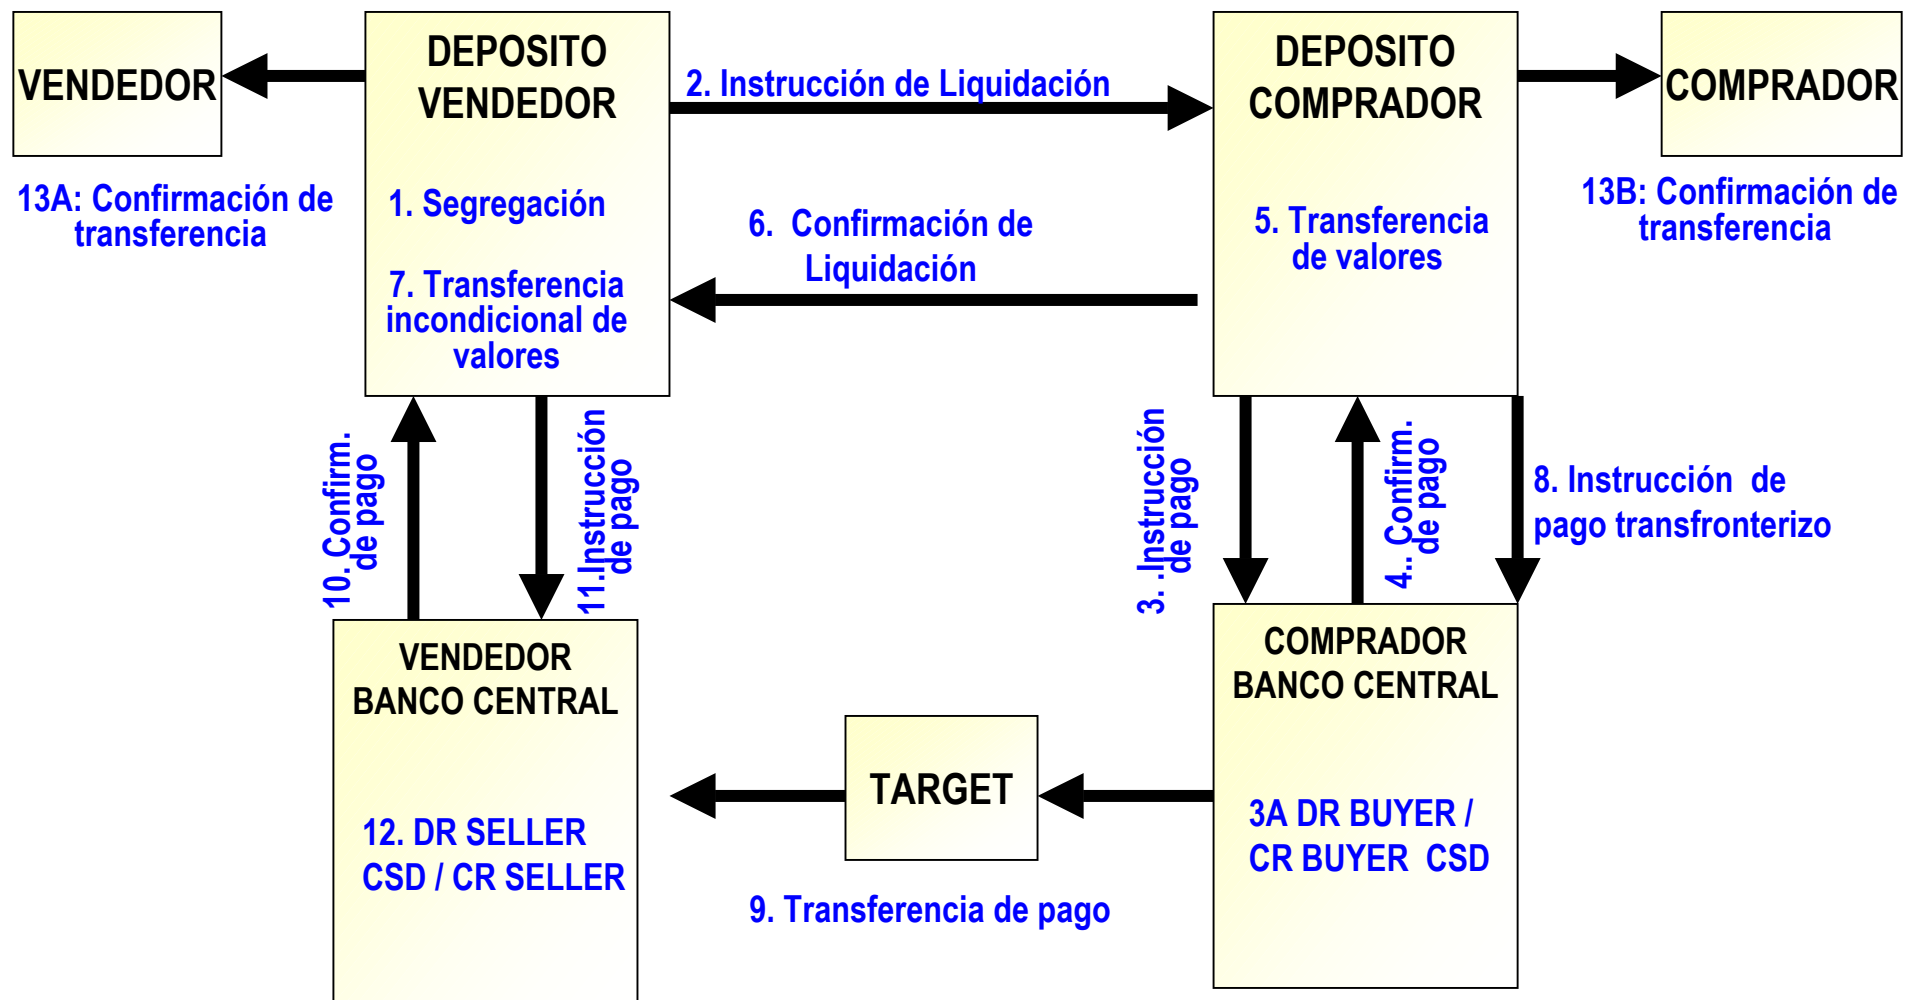 VENDEDOR
DEPOSITO
VENDEDOR
2. Instrucción de Liquidación
DEPOSITO
COMPRADOR
COMPRADOR
13A: Confirmación de
transferencia
1. Segregación
7. Transferencia
incondicional de
valores
6. Confirmación de
Liquidación
5. Transferencia
de valores
13B: Confirmación de
transferencia
10. Confirm.
de pago
11.Instrucción
de pago
3. .Instrucción
de pago
4.. Confirm.
de pago
8. Instrucción de
pago transfronterizo
VENDEDOR
BANCO CENTRAL
12. DR SELLER
CSD / CR SELLER
TARGET
9. Transferencia de pago
COMPRADOR
BANCO CENTRAL
3A DR BUYER /
CR BUYER CSD